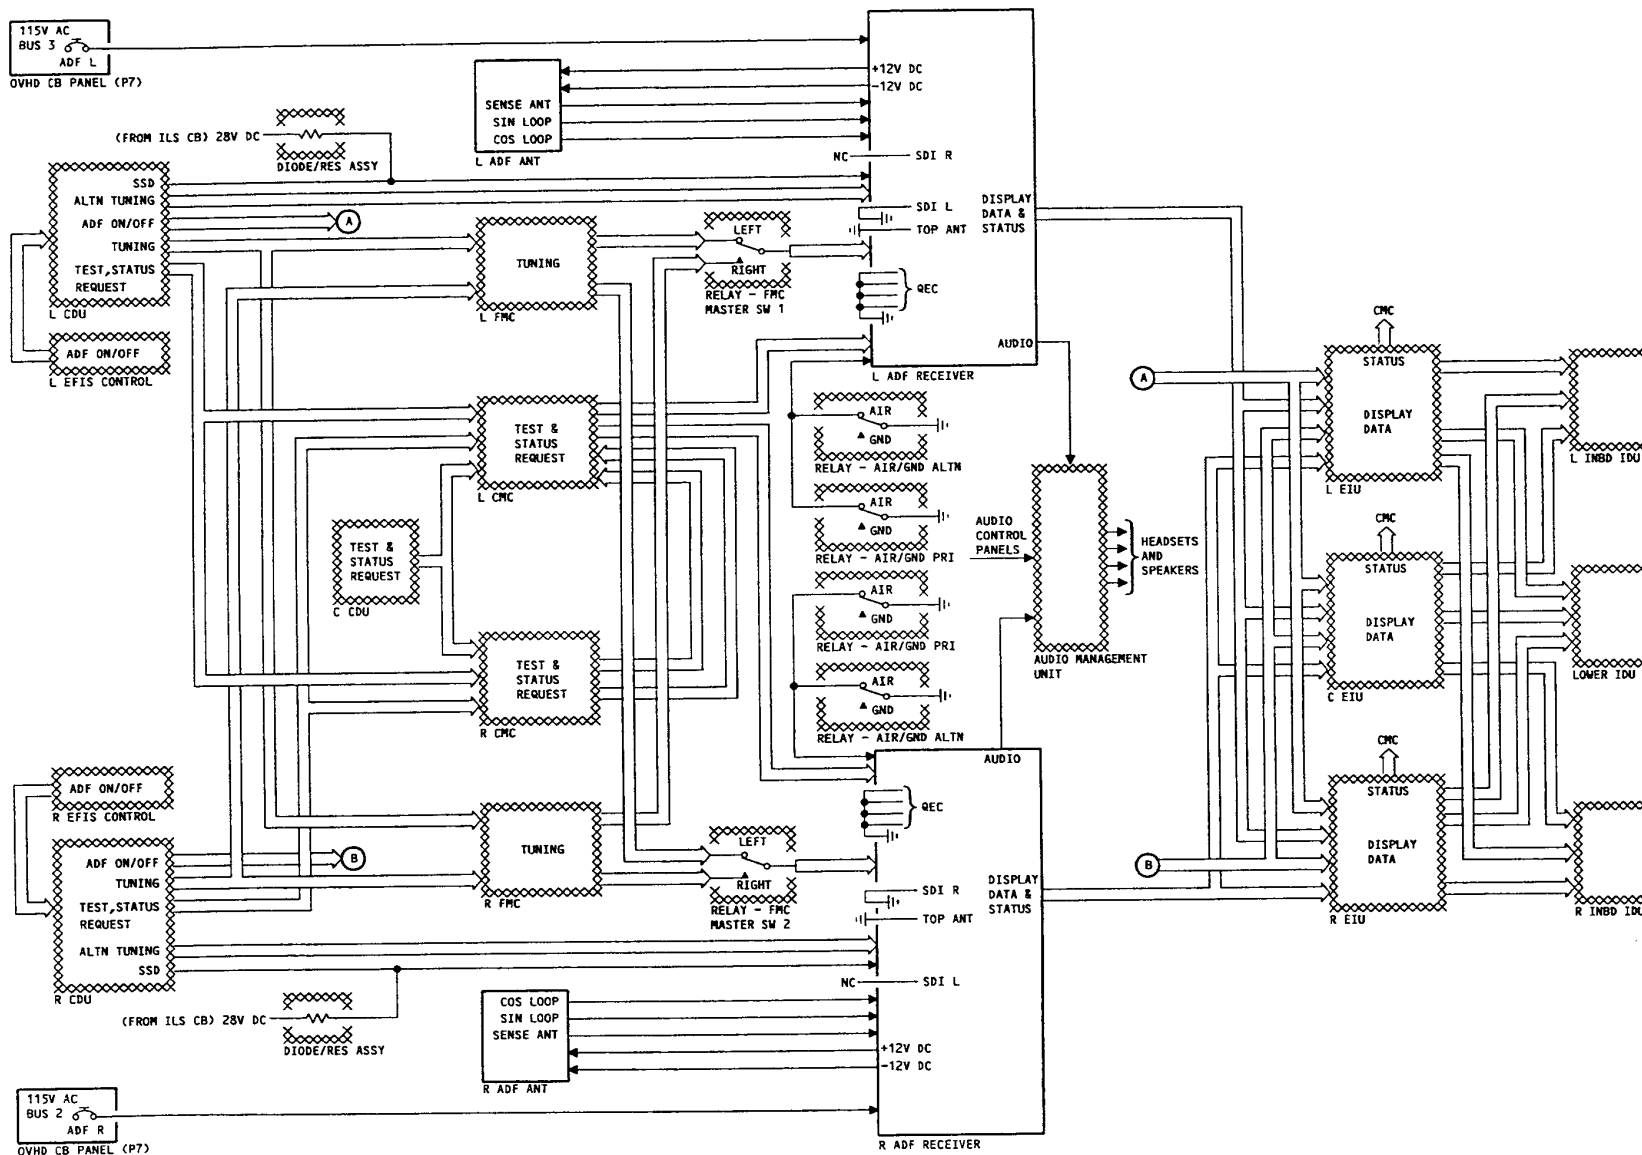 115V AC
BUS 3
ADF L
OVHD CB PANEL (P7)
(FROM ILS CB) 28V DC
DIODE/RES ASSY
SENSE ANT
SIN LOOP
COS LOOP
L ADF ANT
+12V DC
-12V DC
NC
SDI R
SDI L
TOP ANT
DISPLAY
DATA &
STATUS
QEC
AUDIO
L ADF RECEIVER
SSD
ALTN TUNING
ADF ON/OFF
TUNING
TEST,STATUS
REQUEST
L CDU
A
ADF ON/OFF
L EFIS CONTROL
TUNING
L FMC
LEFT
RIGHT
RELAY - FMC
MASTER SW 1
TEST &
STATUS
REQUEST
L CMC
TEST &
STATUS
REQUEST
C CDU
TEST &
STATUS
REQUEST
R CMC
AIR
GND
RELAY - AIR/GND ALTN
AIR
GND
RELAY - AIR/GND PRI
AIR
GND
RELAY - AIR/GND PRI
AIR
GND
RELAY - AIR/GND ALTN
AUDIO
CONTROL
PANELS
AUDIO MANAGEMENT
UNIT
HEADSETS
AND
SPEAKERS
A
CMC
STATUS
DISPLAY
DATA
L EIU
L INBD IDU
CMC
STATUS
DISPLAY
DATA
C EIU
LOWER IDU
CMC
STATUS
DISPLAY
DATA
R EIU
R INBD IDU
B
ADF ON/OFF
R EFIS CONTROL
ADF ON/OFF
TUNING
TEST,STATUS
REQUEST
ALTN TUNING
SSD
R CDU
B
TUNING
R FMC
LEFT
RIGHT
RELAY - FMC
MASTER SW 2
AUDIO
QEC
SDI R
TOP ANT
DISPLAY
DATA &
STATUS
NC
SDI L
+12V DC
-12V DC
R ADF RECEIVER
(FROM ILS CB) 28V DC
DIODE/RES ASSY
COS LOOP
SIN LOOP
SENSE ANT
R ADF ANT
115V AC
BUS 2
ADF R
OVHD CB PANEL (P7)